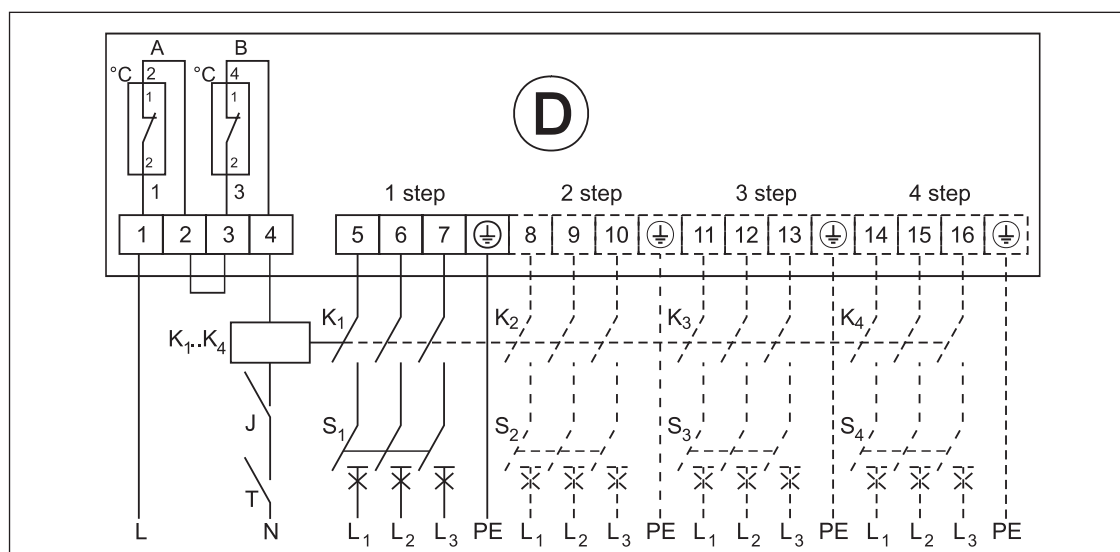 A B
°C 2 °C 4
1 1
D
2 2
1 3 1 step 2 step 3 step 4 step
1 2 3 4 5 6 7 8 9 10 11 12 13 14 15 16
K1..K4 K1 K2 K3 K4
J S1 S2 S3 S4
T
L N L1 L2 L3 PE L1 L2 L3 PE L1 L2 L3 PE L1 L2 L3 PE